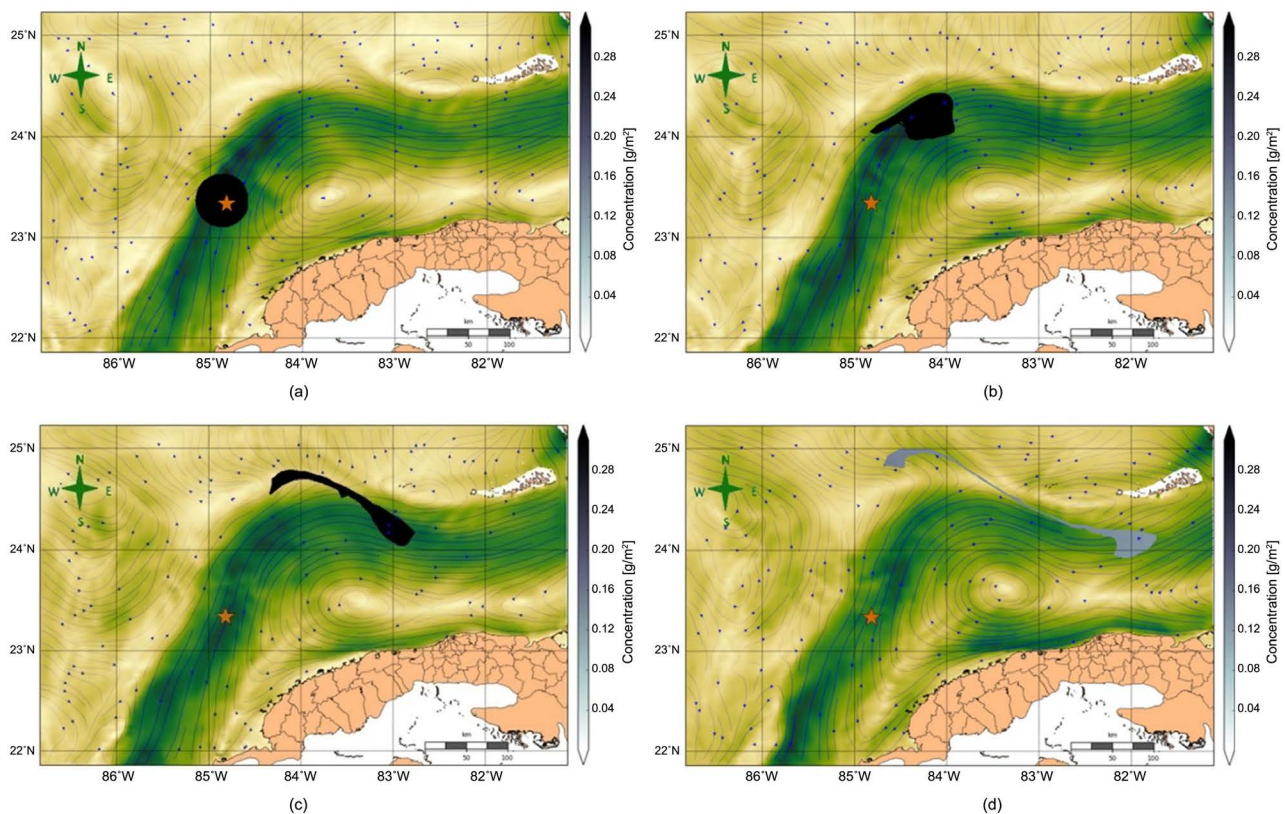 25°N
24°N
23°N
22°N
86°W
85°W
84°W
83°W
82°W
N
W E
S
km
0 50 100
0.28
0.24
0.20
0.16
0.12
0.08
0.04
Concentration [g/m²]
(a)
25°N
24°N
23°N
22°N
86°W
85°W
84°W
83°W
82°W
N
W E
S
km
50 100
0.28
0.24
0.20
0.16
0.12
0.08
0.04
Concentration [g/m²]
(b)
25°N
24°N
23°N
22°N
86°W
85°W
84°W
83°W
82°W
N
W E
S
km
50 100
0.28
0.24
0.20
0.16
0.12
0.08
0.04
Concentration [g/m²]
(c)
25°N
24°N
23°N
22°N
86°W
85°W
84°W
83°W
82°W
N
W E
S
km
50 100
0.28
0.24
0.20
0.16
0.12
0.08
0.04
Concentration [g/m²]
(d)